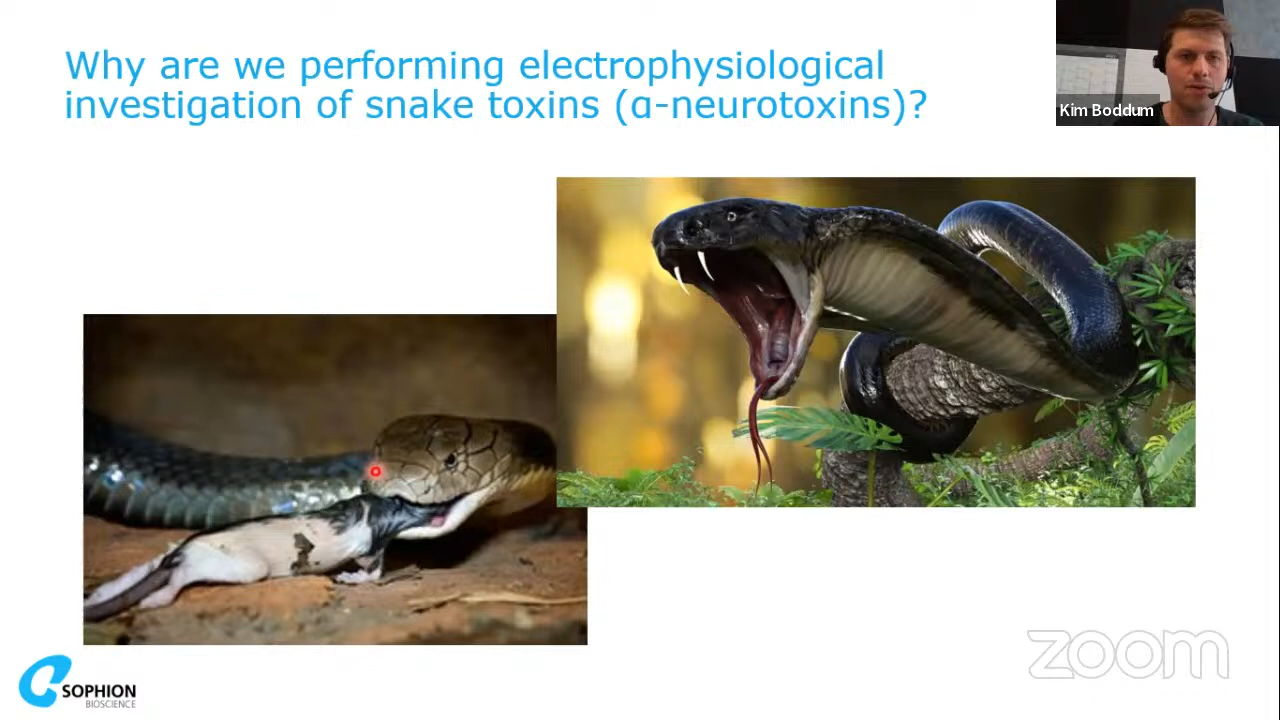 Why are we performing electrophysiological
investigation of snake toxins (ɑ-neurotoxins)?
Kim Boddum
SOPHION
BIOSCIENCE
zoom